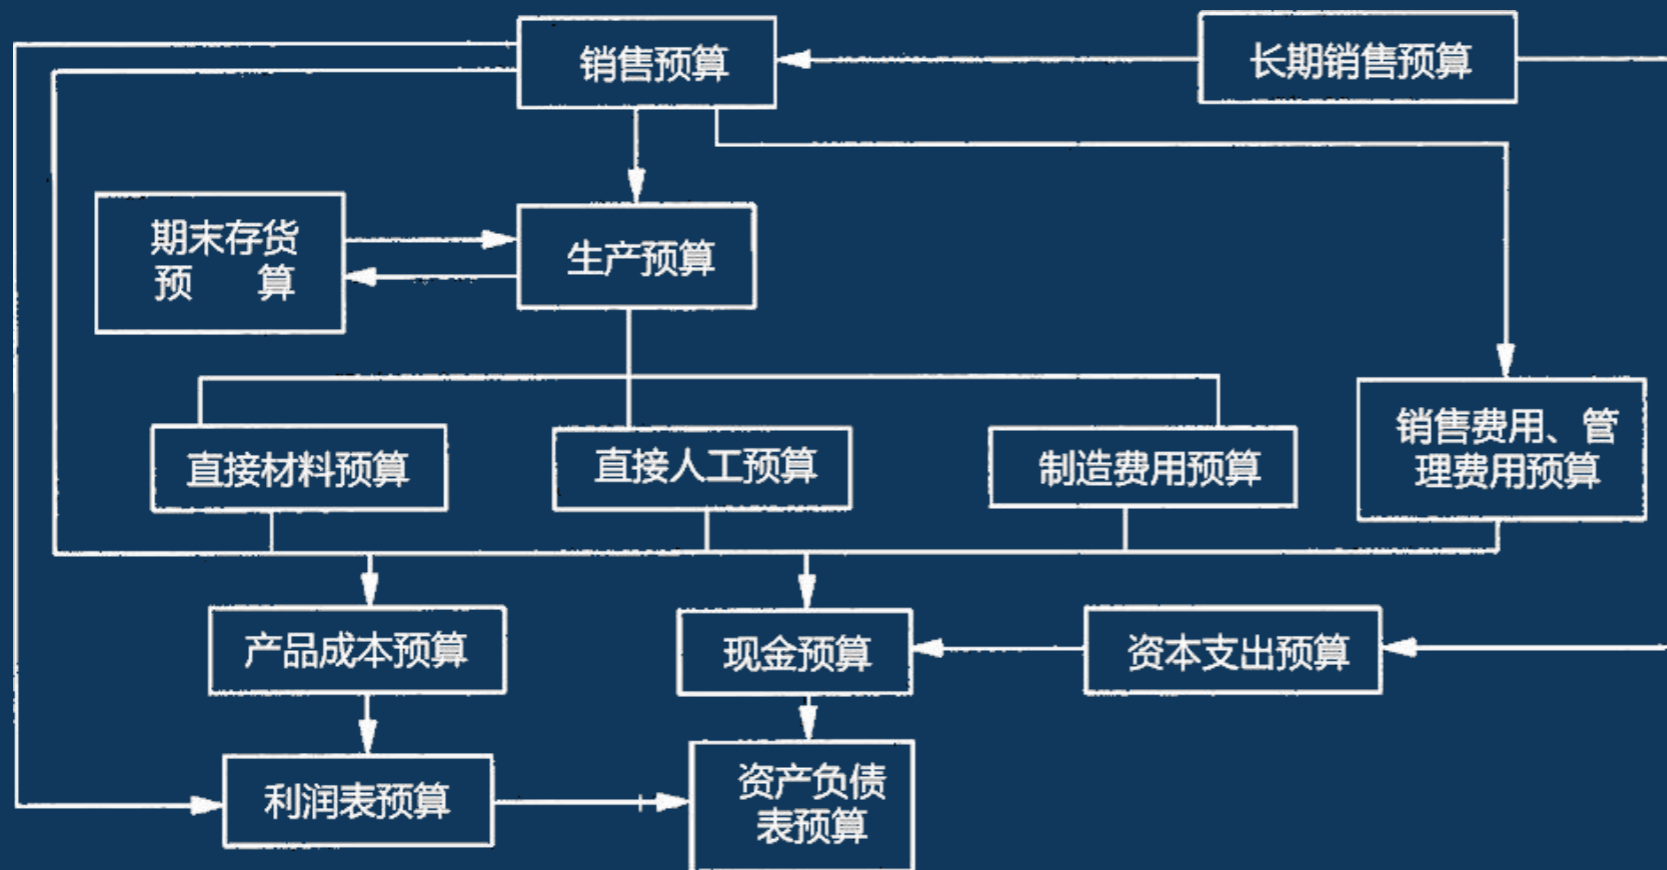 销售预算
长期销售预算
期末存货
预 算
生产预算
直接材料预算
直接人工预算
制造费用预算
销售费用、管
理费用预算
产品成本预算
现金预算
资本支出预算
利润表预算
资产负债
表预算